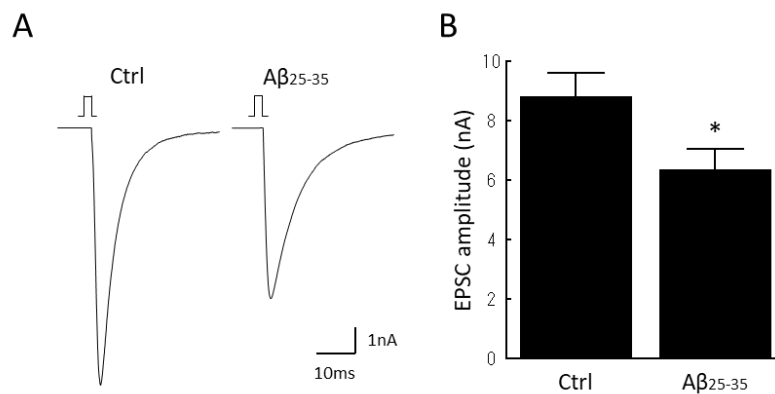 A
Ctrl
Aβ25-35
1nA
10ms
B
EPSC amplitude (nA)
10
8
6
4
2
0
*
Ctrl
Aβ25-35